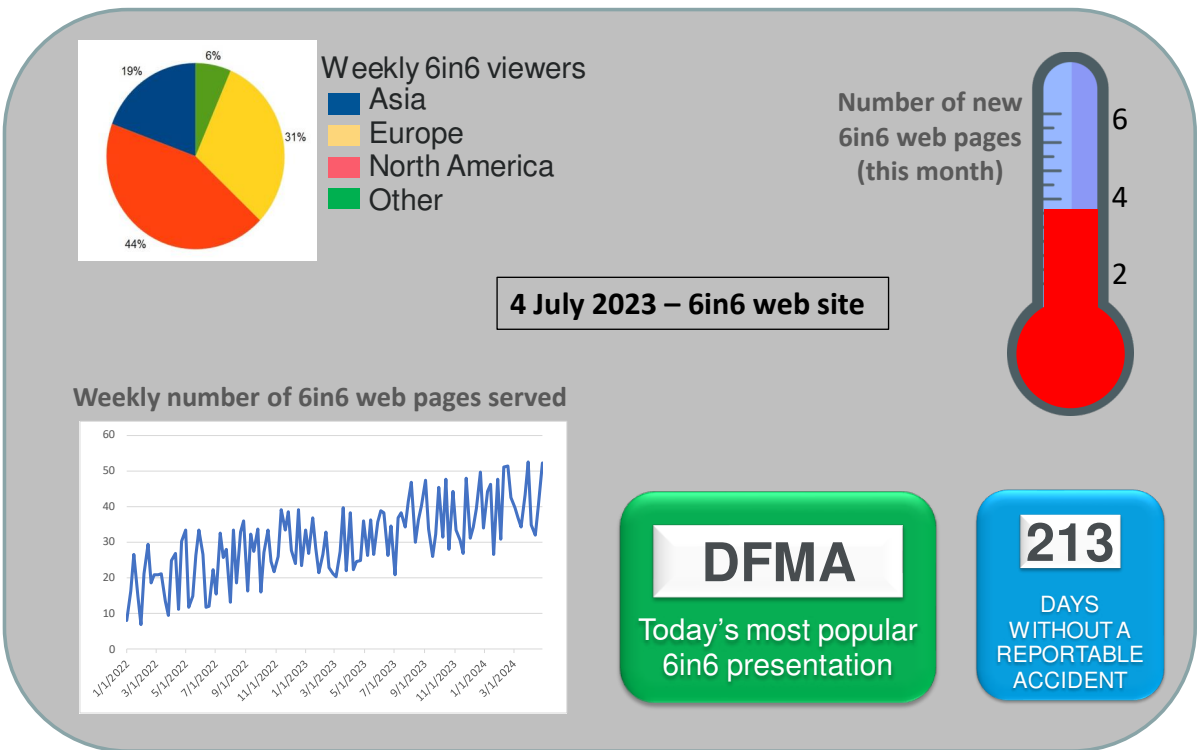 6%
19%
31%
44%
Weekly 6in6 viewers
Asia
Europe
North America
Other
Number of new
6in6 web pages
(this month)
6
4
2
4 July 2023 – 6in6 web site
Weekly number of 6in6 web pages served
60
50
40
30
20
10
0
1/1/2022
3/1/2022
5/1/2022
7/1/2022
9/1/2022
11/1/2022
1/1/2023
3/1/2023
5/1/2023
7/1/2023
9/1/2023
11/1/2023
1/1/2024
3/1/2024
DFMA
Today's most popular
6in6 presentation
213
DAYS
WITHOUT A
REPORTABLE
ACCIDENT